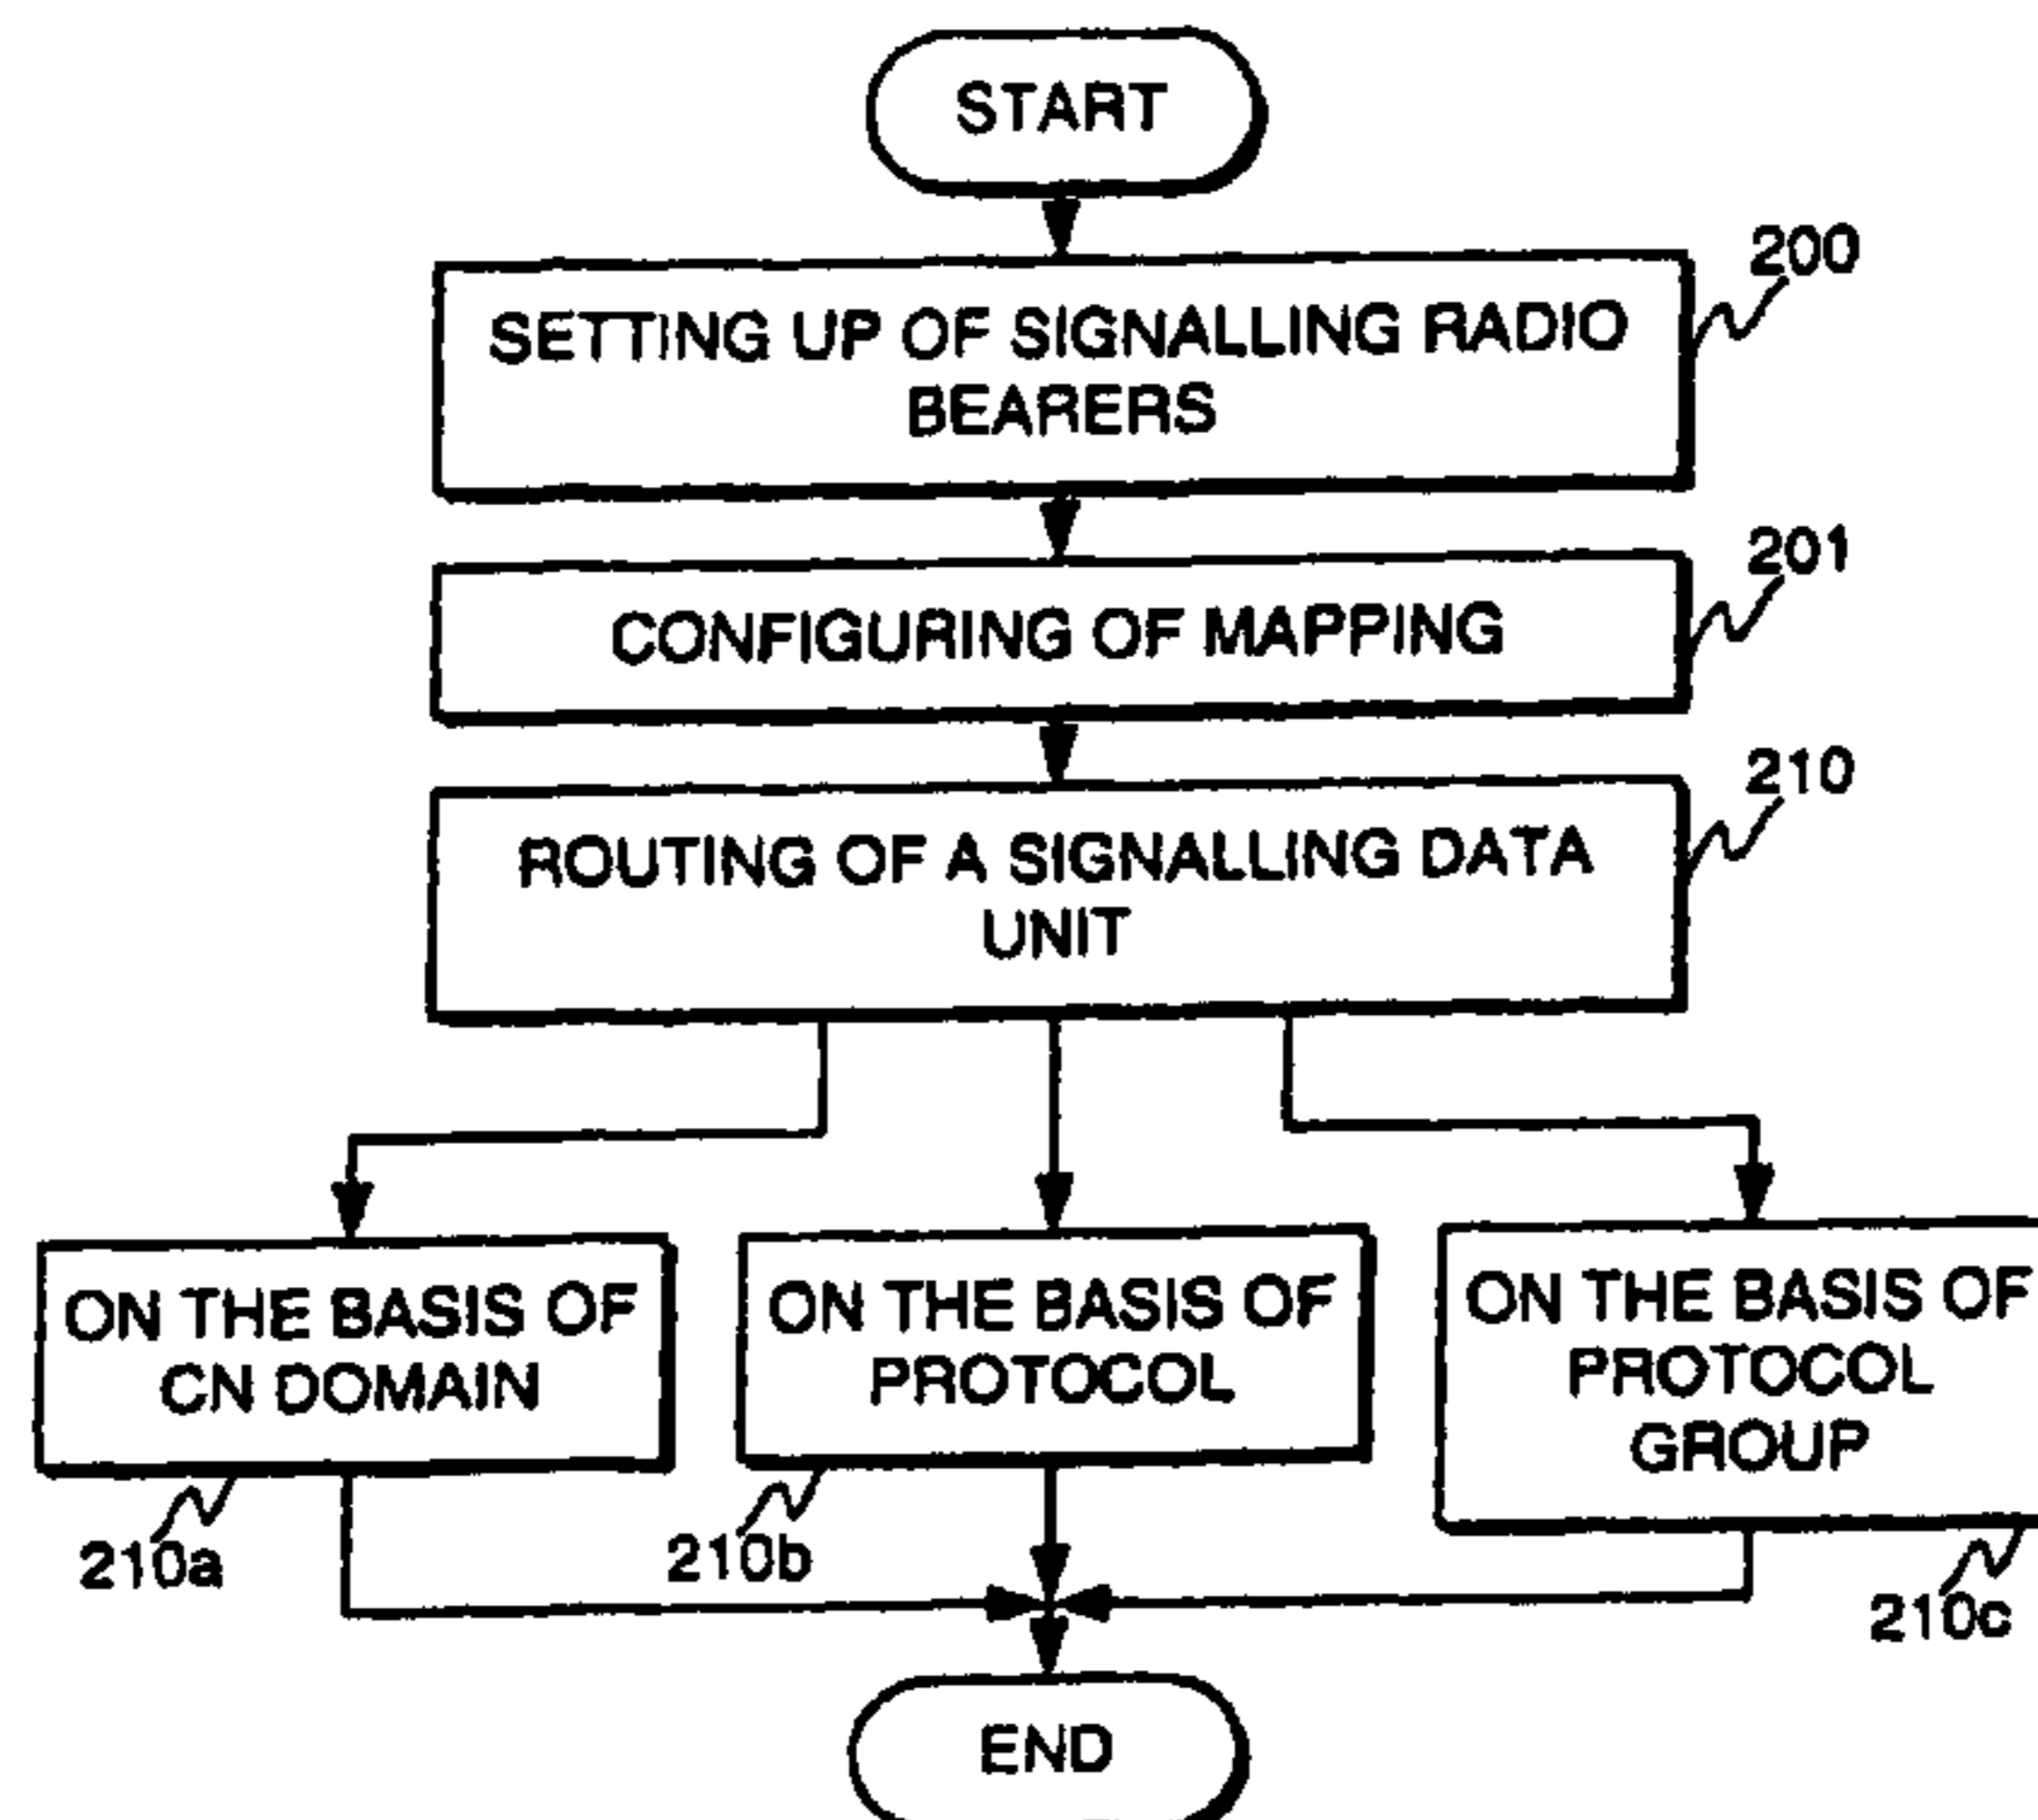 START
200
SETTING UP OF SIGNALLING RADIO
BEARERS
201
CONFIGURING OF MAPPING
210
ROUTING OF A SIGNALLING DATA
UNIT
ON THE BASIS OF
CN DOMAIN
ON THE BASIS OF
PROTOCOL
ON THE BASIS OF
PROTOCOL
GROUP
210a
210b
210c
END